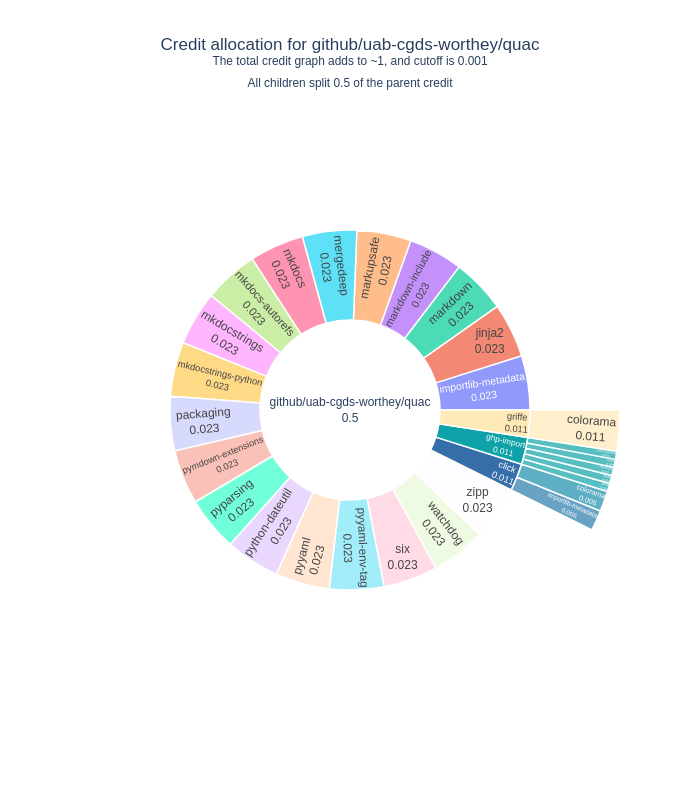 Credit allocation for github/uab-cgds-worthey/quac
The total credit graph adds to ~1, and cutoff is 0.001
All children split 0.5 of the parent credit
github/uab-cgds-worthey/quac
0.5
importlib-metadata
0.023
jinja2
0.023
markdown
0.023
markdown-include
0.023
markupsafe
0.023
mergedeep
0.023
mkdocs
0.023
mkdocs-autorefs
0.023
mkdocstrings
0.023
mkdocstrings-python
0.023
packaging
0.023
pymdown-extensions
0.023
pyparsing
0.023
python-dateutil
0.023
pyyaml
0.023
pyyaml-env-tag
0.023
six
0.023
watchdog
0.023
zipp
0.023
click
0.011
ghp-import
0.011
griffe
0.011
colorama
0.011
colorama
0.006
importlib-metadata
0.006